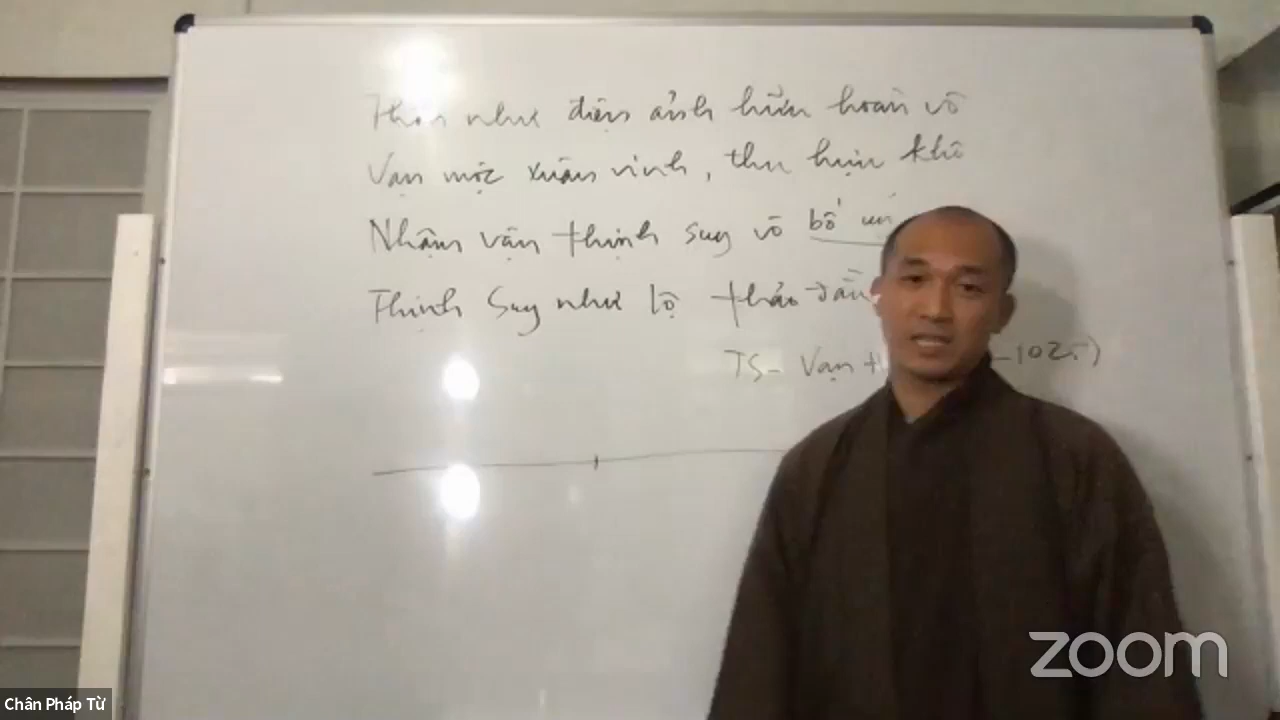 Thân như điện ảnh hữu hoàn vô
Vạn mộc xuân vinh, thu hựu khô
Nhậm vận thịnh suy vô bố
Thịnh Suy như lộ thảo đầu
TS- Vạn -1025)
zoom
Chân Pháp Từ